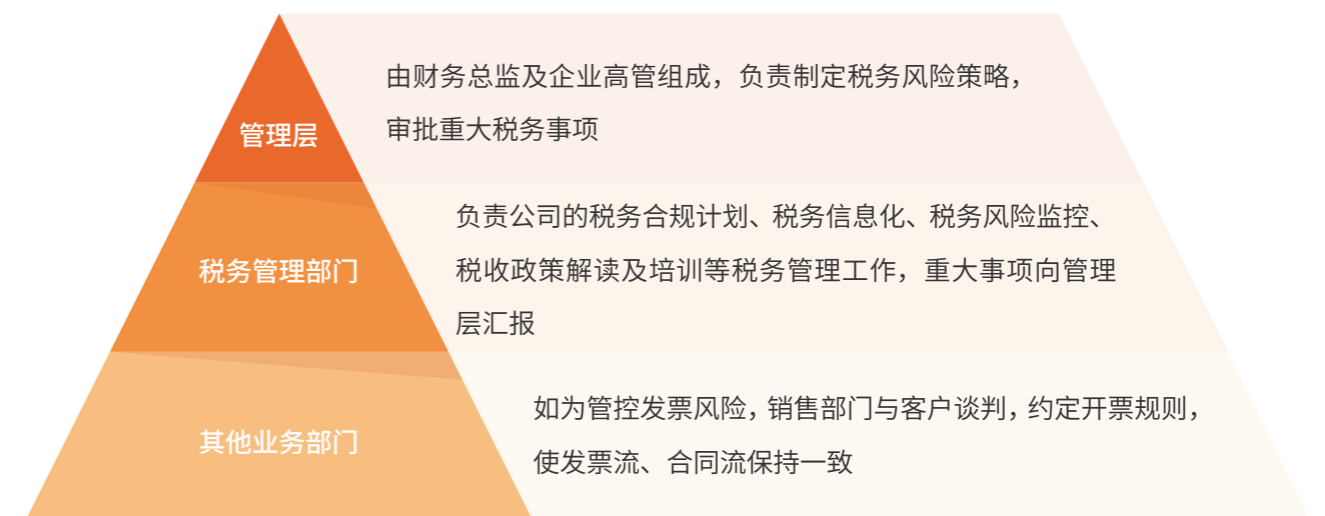 管理层
由财务总监及企业高管组成，负责制定税务风险策略，
审批重大税务事项
税务管理部门
负责公司的税务合规计划、税务信息化、税务风险监控、
税收政策解读及培训等税务管理工作，重大事项向管理
层汇报
其他业务部门
如为管控发票风险，销售部门与客户谈判，约定开票规则，
使发票流、合同流保持一致